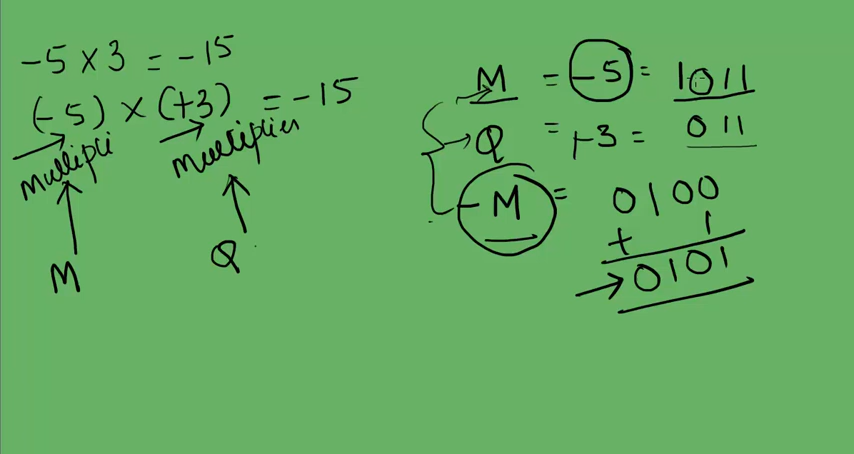 -5 × 3 = -15
(-5) × (+3) = -15
Multipli Multiplier
M Q
M = -5 = 1011
Q = +3 = 011
-M = 0100
+ 1
→ 0101